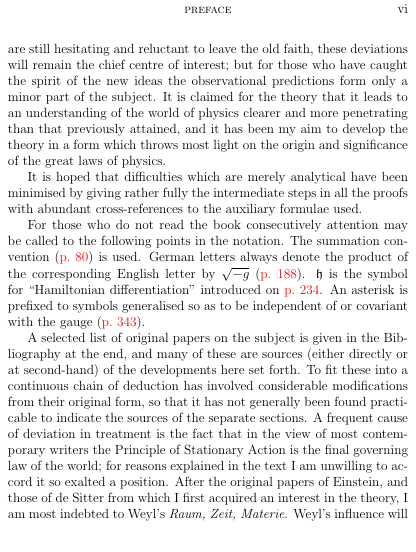 PREFACE vi
are still hesitating and reluctant to leave the old faith, these deviations
will remain the chief centre of interest; but for those who have caught
the spirit of the new ideas the observational predictions form only a
minor part of the subject. It is claimed for the theory that it leads to
an understanding of the world of physics clearer and more penetrating
than that previously attained, and it has been my aim to develop the
theory in a form which throws most light on the origin and significance
of the great laws of physics.
It is hoped that difficulties which are merely analytical have been
minimised by giving rather fully the intermediate steps in all the proofs
with abundant cross-references to the auxiliary formulae used.
For those who do not read the book consecutively attention may
be called to the following points in the notation. The summation con-
vention (p. 80) is used. German letters always denote the product of
the corresponding English letter by √−g (p. 188). 𝔥 is the symbol
for “Hamiltonian differentiation” introduced on p. 234. An asterisk is
prefixed to symbols generalised so as to be independent of or covariant
with the gauge (p. 343).
A selected list of original papers on the subject is given in the Bib-
liography at the end, and many of these are sources (either directly or
at second-hand) of the developments here set forth. To fit these into a
continuous chain of deduction has involved considerable modifications
from their original form, so that it has not generally been found practi-
cable to indicate the sources of the separate sections. A frequent cause
of deviation in treatment is the fact that in the view of most contem-
porary writers the Principle of Stationary Action is the final governing
law of the world; for reasons explained in the text I am unwilling to ac-
cord it so exalted a position. After the original papers of Einstein, and
those of de Sitter from which I first acquired an interest in the theory, I
am most indebted to Weyl’s Raum, Zeit, Materie. Weyl’s influence will